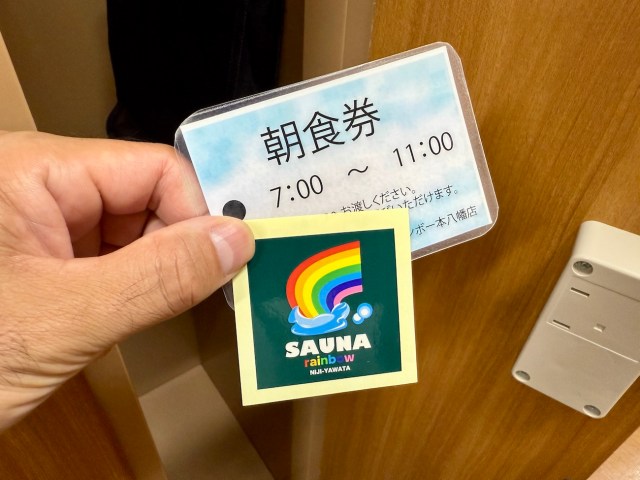 朝食券
7:00 ~ 11:00
お渡しください。
いただけます。
ボー本八幡店
SAUNA
rainbow
NIJI-YAWATA